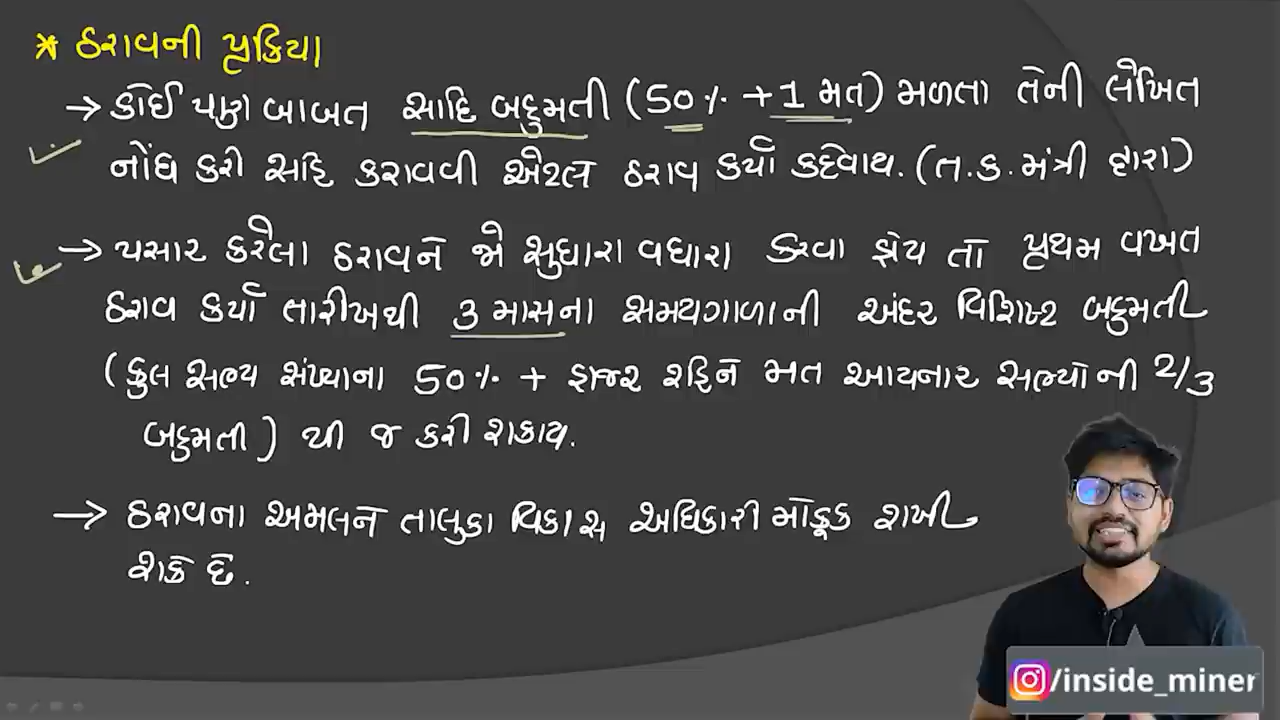 * ઠરાવની પ્રક્રિયા
→ કોઈ પણ બાબત સાદિ બહુમતી (50% + 1 મત) મળતા તેની લેખિત
નોંધ કરી સહિ કરાવવી એટલે ઠરાવ કર્યો કહેવાય. (ત.ક.મંત્રી દ્વારા)
→ પસાર કરેલા ઠરાવને જો સુધારા વધારા કરવા હોય તો પ્રથમ વખત
ઠરાવ કર્યા તારીખથી 3 માસના સમયગાળાની અંદર વિશિષ્ટ બહુમતી
(કુલ સભ્ય સંખ્યાના 50% + હાજર રહિને મત આપનાર સભ્યોની 2/3
બહુમતી) થી જ કરી શકાય.
→ ઠરાવના અમલને તાલુકા વિકાસ અધિકારી મોકૂફ રાખી
શકે છે.
/inside_miner